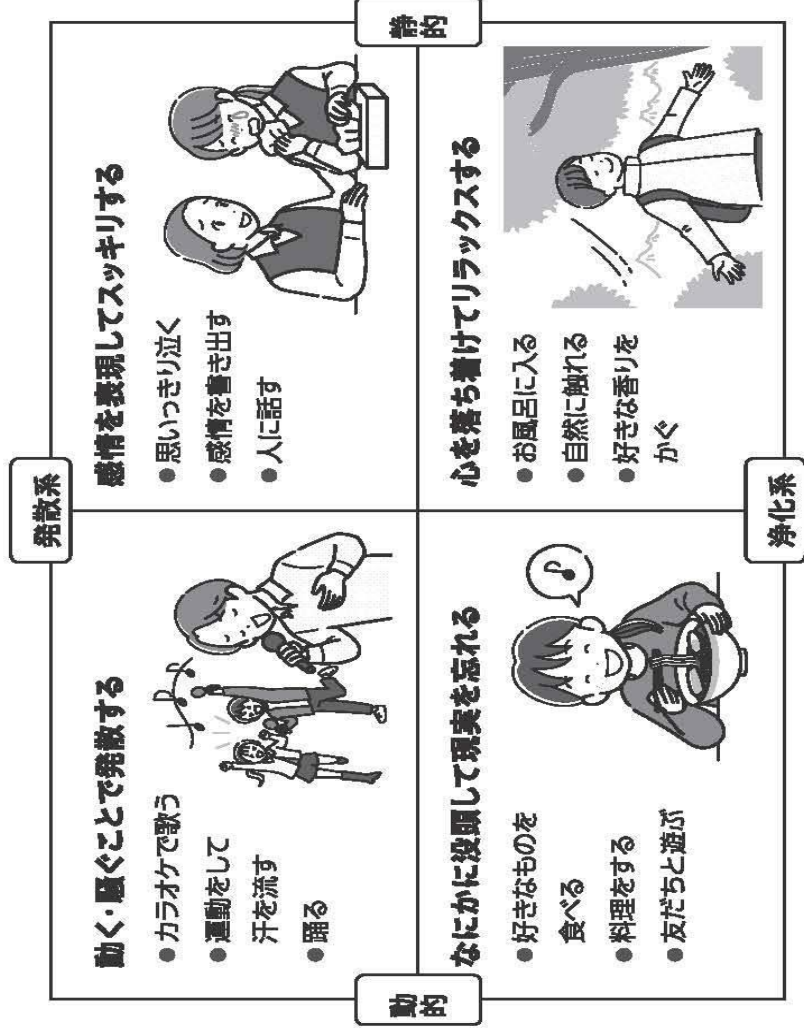 発散系
動的
静的
浄化系
動く・騒ぐことで発散する
●カラオケで歌う
●運動をして
汗を流す
●踊る
感情を表現してスッキリする
●思いっきり泣く
●感情を書き出す
●人に話す
なにかに没頭して現実を忘れる
●好きなものを
食べる
●料理をする
●友だちと遊ぶ
心を落ち着けてリラックスする
●お風呂に入る
●自然に触れる
●好きな香りを
かぐ